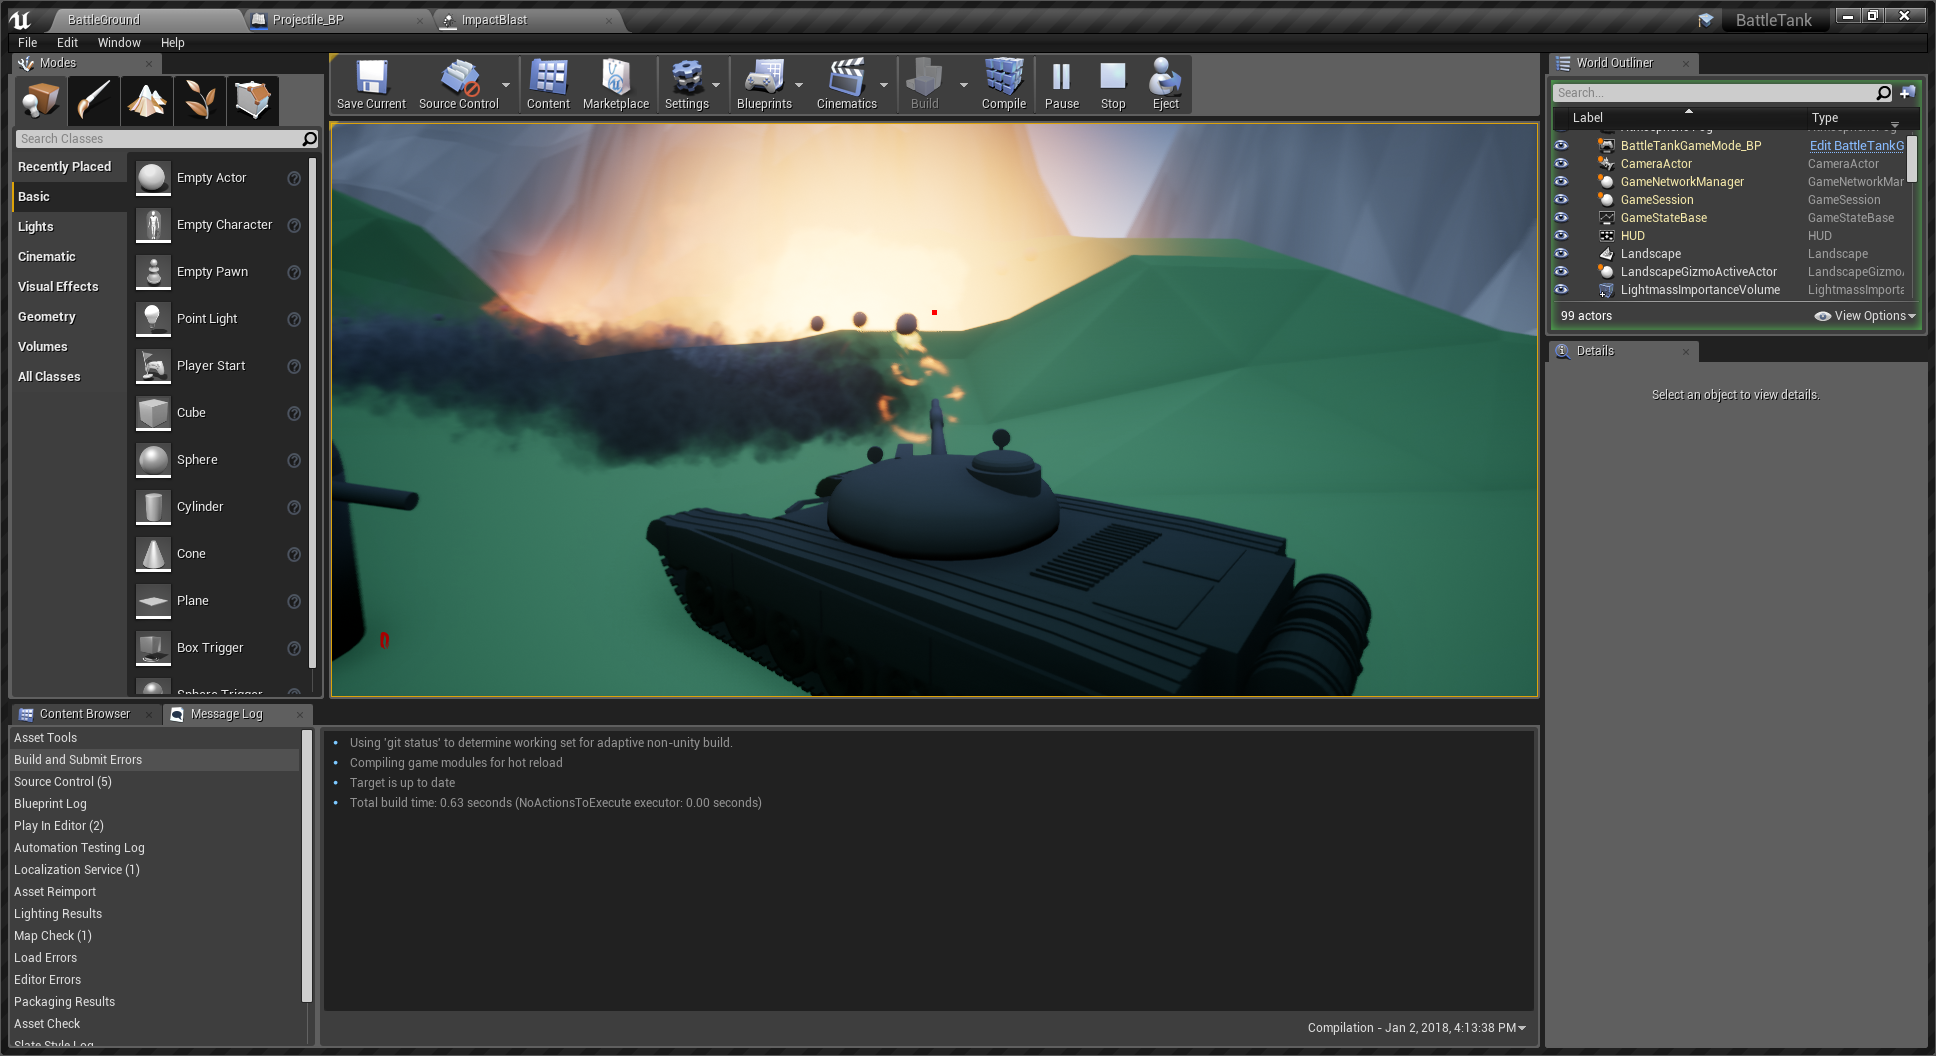 BattleGround
Projectile_BP
ImpactBlast
BattleTank
File Edit Window Help
Modes
Search Classes
Recently Placed
Basic
Lights
Cinematic
Visual Effects
Geometry
Volumes
All Classes
Empty Actor
Empty Character
Empty Pawn
Point Light
Player Start
Cube
Sphere
Cylinder
Cone
Plane
Box Trigger
Sphere Trigger
Save Current
Source Control
Content
Marketplace
Settings
Blueprints
Cinematics
Build
Compile
Pause
Stop
Eject
World Outliner
Search...
Label Type
BattleTankGameMode_BP Edit BattleTankG
CameraActor CameraActor
GameNetworkManager GameNetworkMar
GameSession GameSession
GameStateBase GameStateBase
HUD HUD
Landscape Landscape
LandscapeGizmoActiveActor LandscapeGizmo
LightmassImportanceVolume LightmassImporta
99 actors View Options
Details
Select an object to view details.
Content Browser
Message Log
Asset Tools
Build and Submit Errors
Source Control (5)
Blueprint Log
Play In Editor (2)
Automation Testing Log
Localization Service (1)
Asset Reimport
Lighting Results
Map Check (1)
Load Errors
Editor Errors
Packaging Results
Asset Check
Slate Style Log
• Using 'git status' to determine working set for adaptive non-unity build.
• Compiling game modules for hot reload
• Target is up to date
• Total build time: 0.63 seconds (NoActionsToExecute executor: 0.00 seconds)
Compilation - Jan 2, 2018, 4:13:38 PM